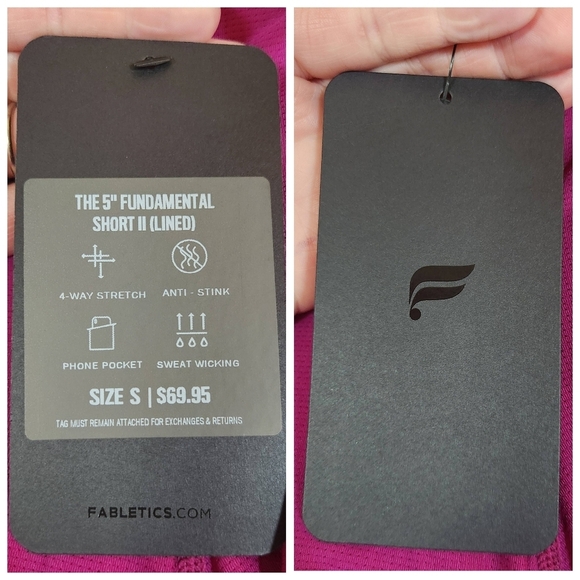 THE 5" FUNDAMENTAL
SHORT II (LINED)
4-WAY STRETCH ANTI - STINK
PHONE POCKET SWEAT WICKING
SIZE S | $69.95
TAG MUST REMAIN ATTACHED FOR EXCHANGES & RETURNS
FABLETICS.COM